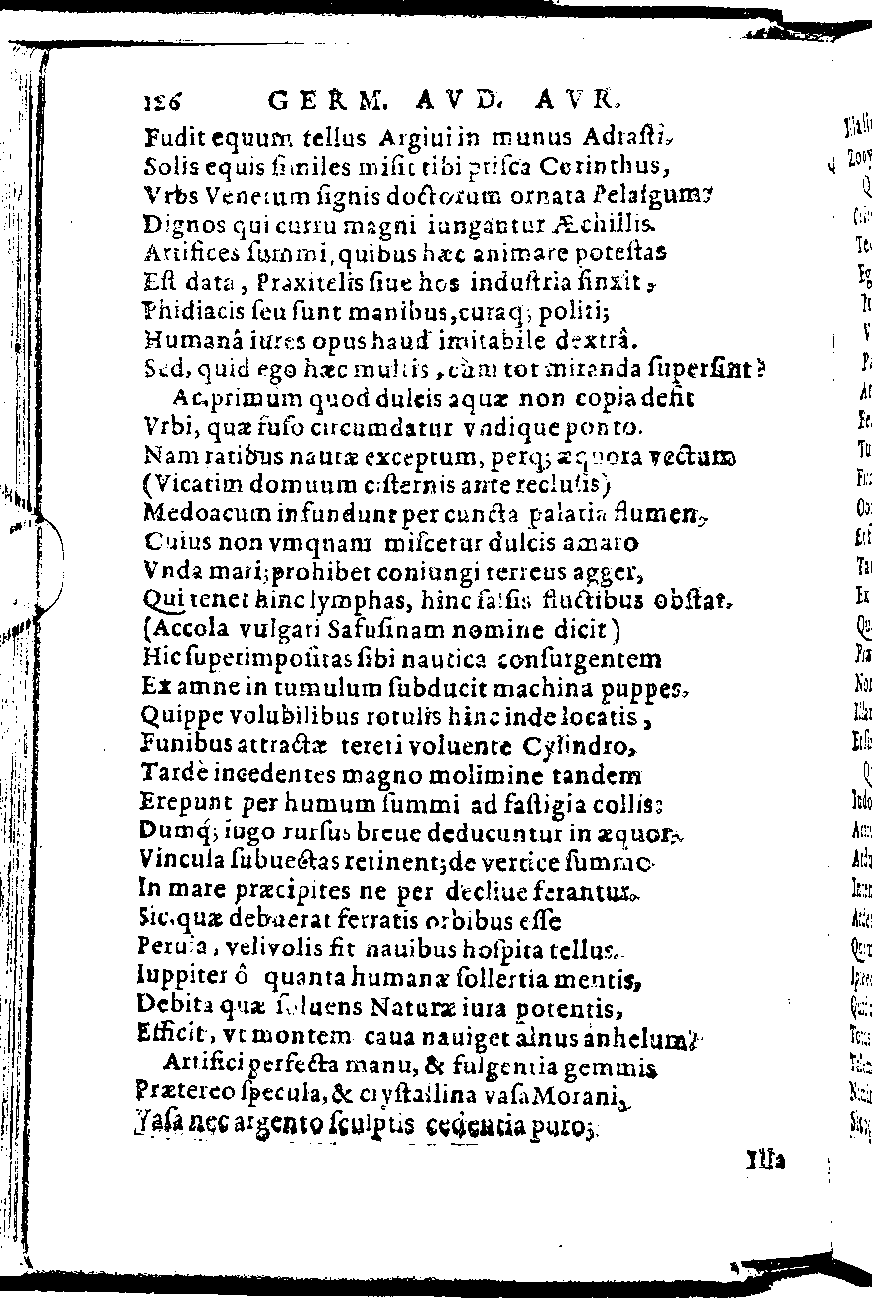 126 GERM. AVD. AVR.
Fudit equum tellus Argiui in munus Adrasti,
Solis equis similes misit tibi prisca Corinthus,
Vrbs Venetum signis doctorum ornata Pelasgum?
Dignos qui curru magni iungantur Æchillis.
Artifices summi, quibus hæc animare potestas
Est data, Praxitelis siue hos industria finxit,
Phidiacis seu sunt manibus, curaq; politi;
Humanâ iures opus haud imitabile dextrâ.
Sed, quid ego hæc multis, cùm tot miranda supersint?
Ac, primum quod dulcis aquæ non copia defit
Vrbi, quæ fuso circumdatur vndique ponto.
Nam ratibus nautæ exceptum, perq; æquora vectum
(Vicatim domuum cisternis ante reclusis)
Medoacum infundunt per cuncta palatia flumen,
Cuius non vmquam miscetur dulcis amaro
Vnda mari; prohibet coniungi terreus agger,
Qui tenet hinc lymphas, hinc salsis fluctibus obstat,
(Accola vulgari Safusinam nomine dicit)
Hic superimpositas sibi nautica consurgentem
Ex amne in tumulum subducit machina puppes,
Quippe volubilibus rotulis hinc inde locatis,
Funibus attractæ tereti voluente Cylindro,
Tardè incedentes magno molimine tandem
Erepunt per humum summi ad fastigia collis:
Dumq́; iugo rursus breue deducuntur in æquor,
Vincula subuectas retinent; de vertice summo
In mare præcipites ne per decliue ferantur.
Sic, quæ debuerat ferratis orbibus esse
Peruia, velivolis fit nauibus hospita tellus.
Iuppiter ô quanta humanæ sollertia mentis,
Debita quæ soluens Naturæ iura potentis,
Efficit, vt montem caua nauiget alnus anhelum?
Artifici perfecta manu, & fulgentia gemmis
Prætereo specula, & crystallina vasa Morani,
Vasa nec argento sculptis cedentia puro;
Illa